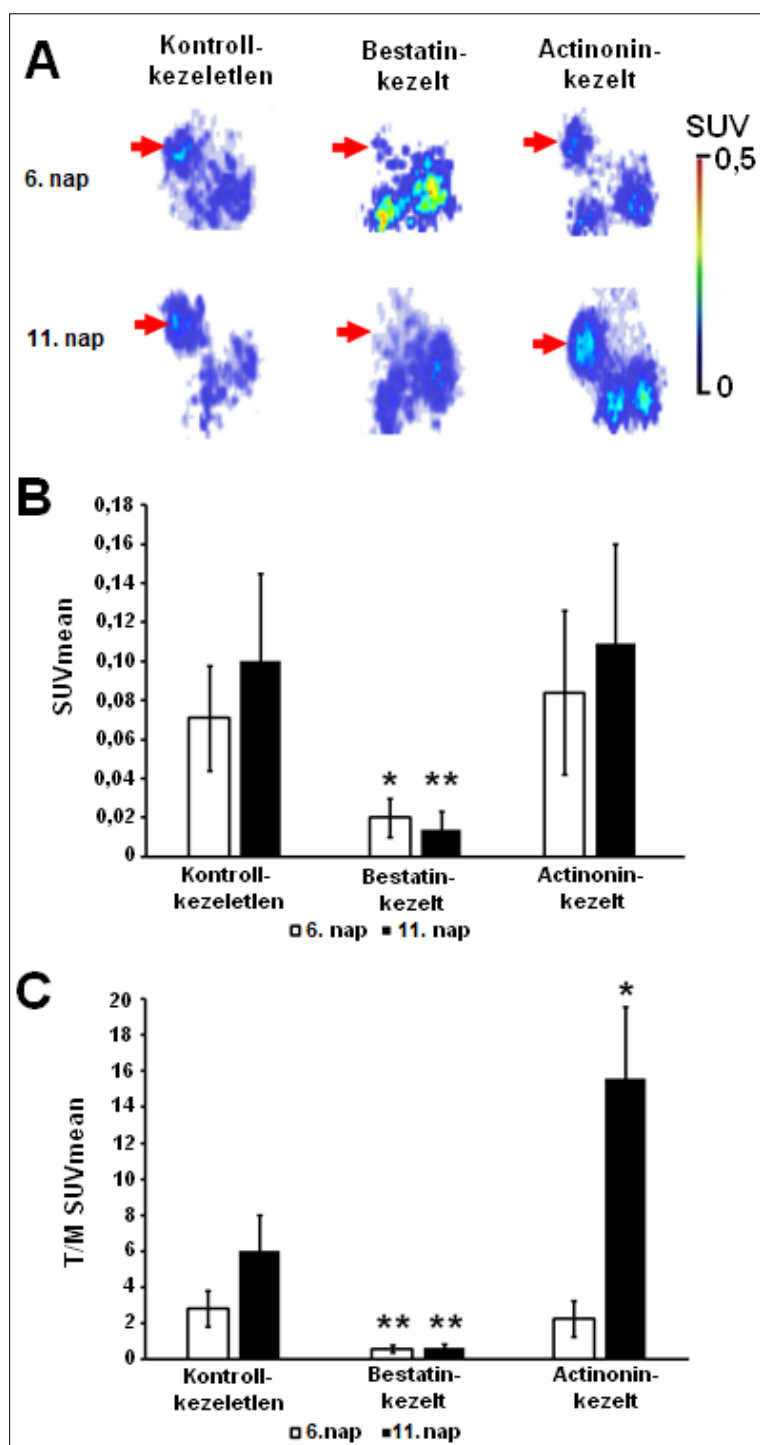 A
Kontroll-
kezeletlen
Bestatin-
kezelt
Actinonin-
kezelt
SUV
0,5
0
6. nap
11. nap
B
SUVmean
0,18
0,16
0,14
0,12
0,10
0,08
0,06
0,04
0,02
0
* **
Kontroll-
kezeletlen
Bestatin-
kezelt
Actinonin-
kezelt
6. nap 11. nap
C
T/M SUVmean
20
18
16
14
12
10
8
6
4
2
0
** **
*
Kontroll-
kezeletlen
Bestatin-
kezelt
Actinonin-
kezelt
6.nap 11.nap